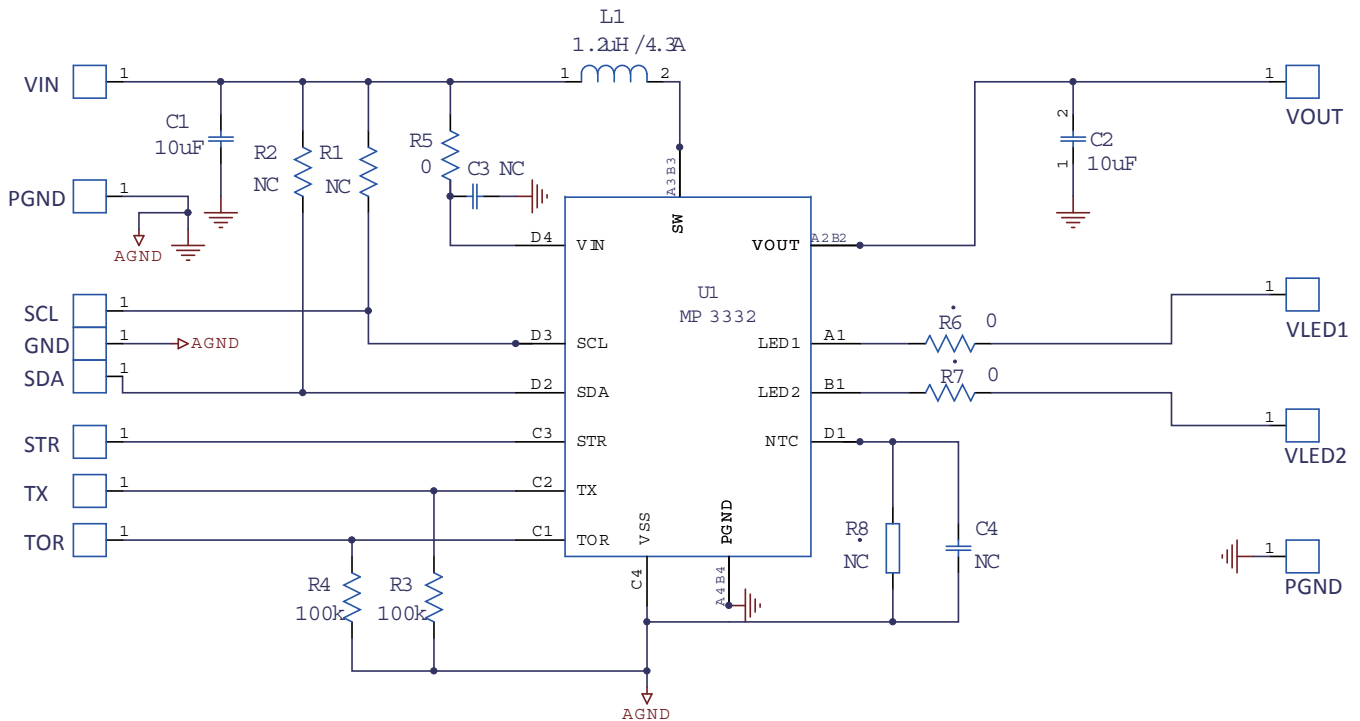 L1
1.2uH/4.3A
VIN
1
1
2
1
VOUT
C1
10uF
R2
NC
R1
NC
R5
0
C3 NC
2
C2
10uF
1
PGND
1
AGND
A3B3
SW
D4
VIN
VOUT
A2B2
U1
MP3332
SCL
1
GND
1
AGND
SDA
1
D3
SCL
LED1
A1
R6
0
1
VLED1
D2
SDA
LED2
B1
R7
0
STR
1
C3
STR
NTC
D1
1
VLED2
TX
1
C2
TX
TOR
1
C1
TOR
VSS
C4
PGND
A4B4
R8
NC
C4
NC
1
PGND
R4
100k
R3
100k
AGND